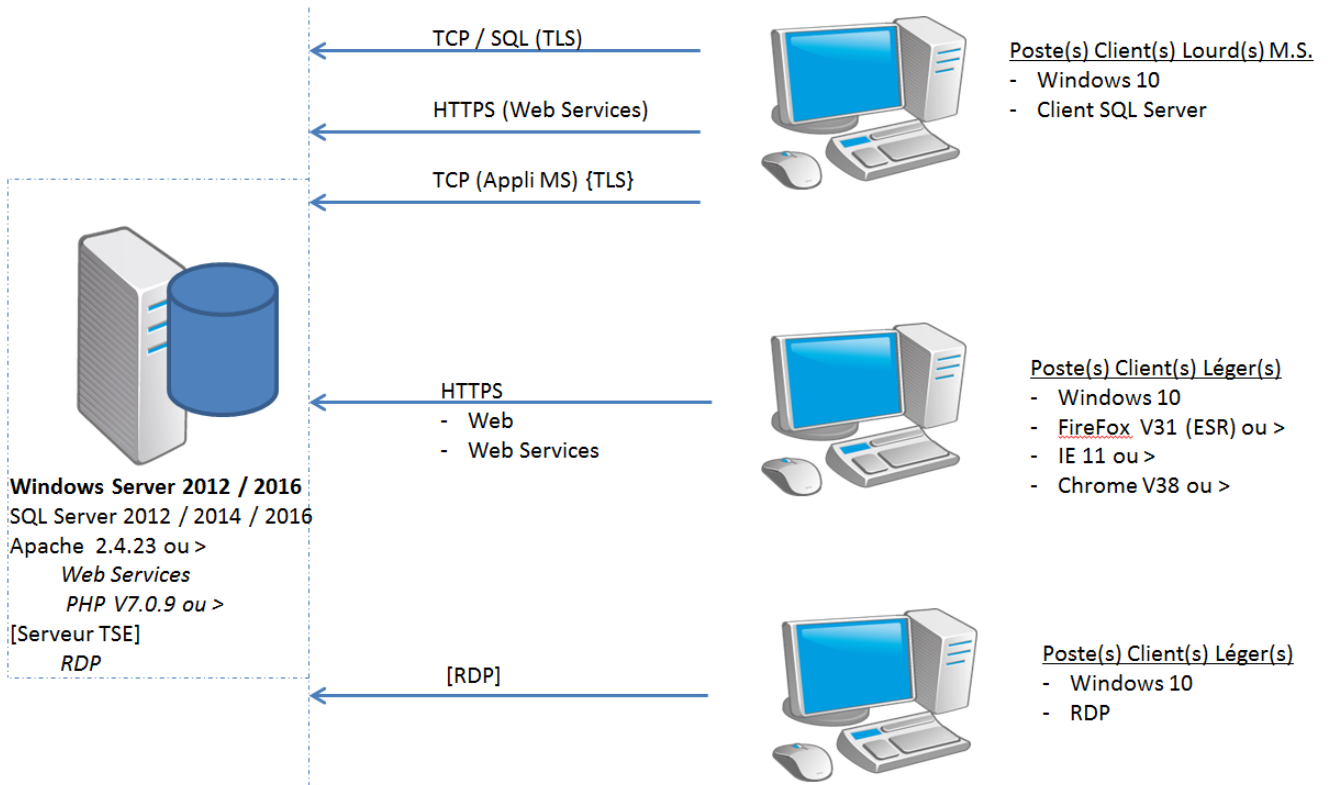 TCP / SQL (TLS)
HTTPS (Web Services)
TCP (Appli MS) {TLS}
Poste(s) Client(s) Lourd(s) M.S.
- Windows 10
- Client SQL Server
HTTPS
- Web
- Web Services
Poste(s) Client(s) Léger(s)
- Windows 10
- FireFox V31 (ESR) ou >
- IE 11 ou >
- Chrome V38 ou >
Windows Server 2012 / 2016
SQL Server 2012 / 2014 / 2016
Apache 2.4.23 ou >
Web Services
PHP V7.0.9 ou >
[Serveur TSE]
RDP
[RDP]
Poste(s) Client(s) Léger(s)
- Windows 10
- RDP